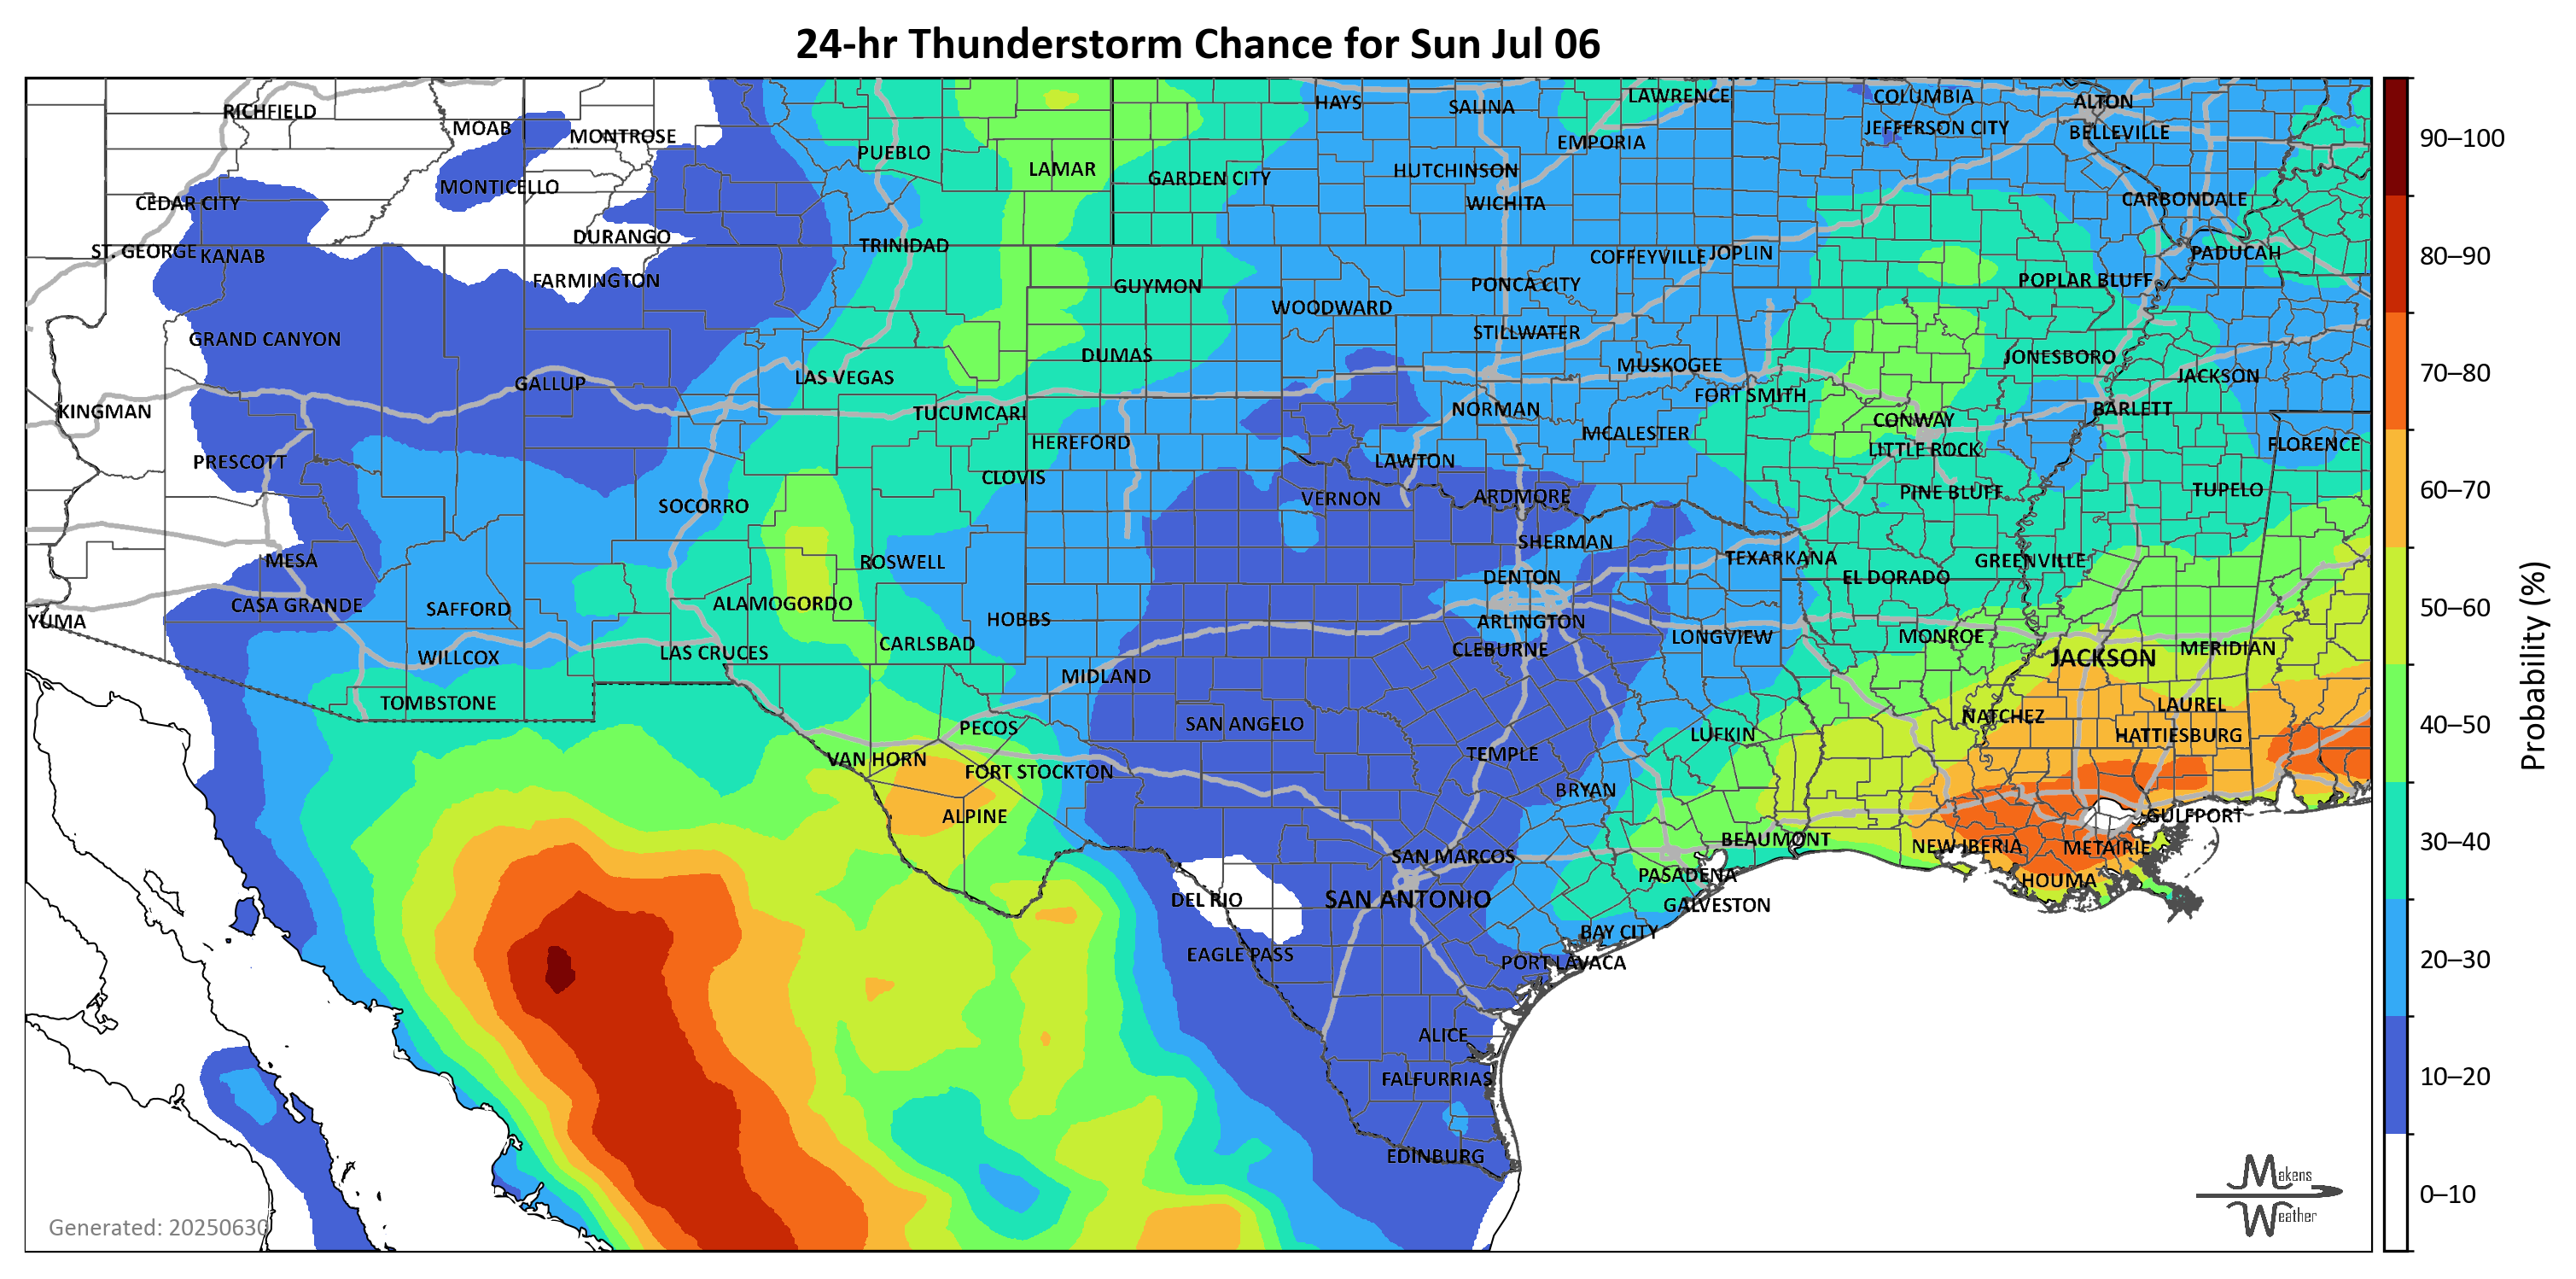 24-hr Thunderstorm Chance for Sun Jul 06
RICHFIELD
MOAB
MONTROSE
PUEBLO
LAMAR
GARDEN CITY
HAYS
SALINA
LAWRENCE
EMPORIA
HUTCHINSON
WICHITA
COLUMBIA
JEFFERSON CITY
ALTON
BELLEVILLE
CARBONDALE
CEDAR CITY
MONTICELLO
DURANGO
ST. GEORGE
KANAB
FARMINGTON
TRINIDAD
GUYMON
WOODWARD
PONCA CITY
COFFEYVILLE
JOPLIN
POPLAR BLUFF
PADUCAH
GRAND CANYON
STILLWATER
DUMAS
MUSKOGEE
JONESBORO
JACKSON
GALLUP
LAS VEGAS
FORT SMITH
KINGMAN
TUCUMCARI
NORMAN
BARLETT
CONWAY
HEREFORD
MCALESTER
LITTLE ROCK
FLORENCE
PRESCOTT
CLOVIS
LAWTON
SOCORRO
VERNON
ARDMORE
PINE BLUFF
TUPELO
MESA
ROSWELL
SHERMAN
TEXARKANA
GREENVILLE
CASA GRANDE
SAFFORD
ALAMOGORDO
DENTON
EL DORADO
YUMA
HOBBS
ARLINGTON
LONGVIEW
MONROE
WILLCOX
LAS CRUCES
CARLSBAD
CLEBURNE
JACKSON
MERIDIAN
TOMBSTONE
MIDLAND
PECOS
SAN ANGELO
LUFKIN
NATCHEZ
LAUREL
HATTIESBURG
VAN HORN
FORT STOCKTON
TEMPLE
BRYAN
ALPINE
GULFPORT
BEAUMONT
NEW IBERIA
METAIRIE
SAN MARCOS
PASADENA
HOUMA
DEL RIO
SAN ANTONIO
GALVESTON
BAY CITY
EAGLE PASS
PORT LAVACA
ALICE
FALFURRIAS
EDINBURG
Generated: 20250630
Makens
Weather
90–100
80–90
70–80
60–70
50–60
40–50
30–40
20–30
10–20
0–10
Probability (%)